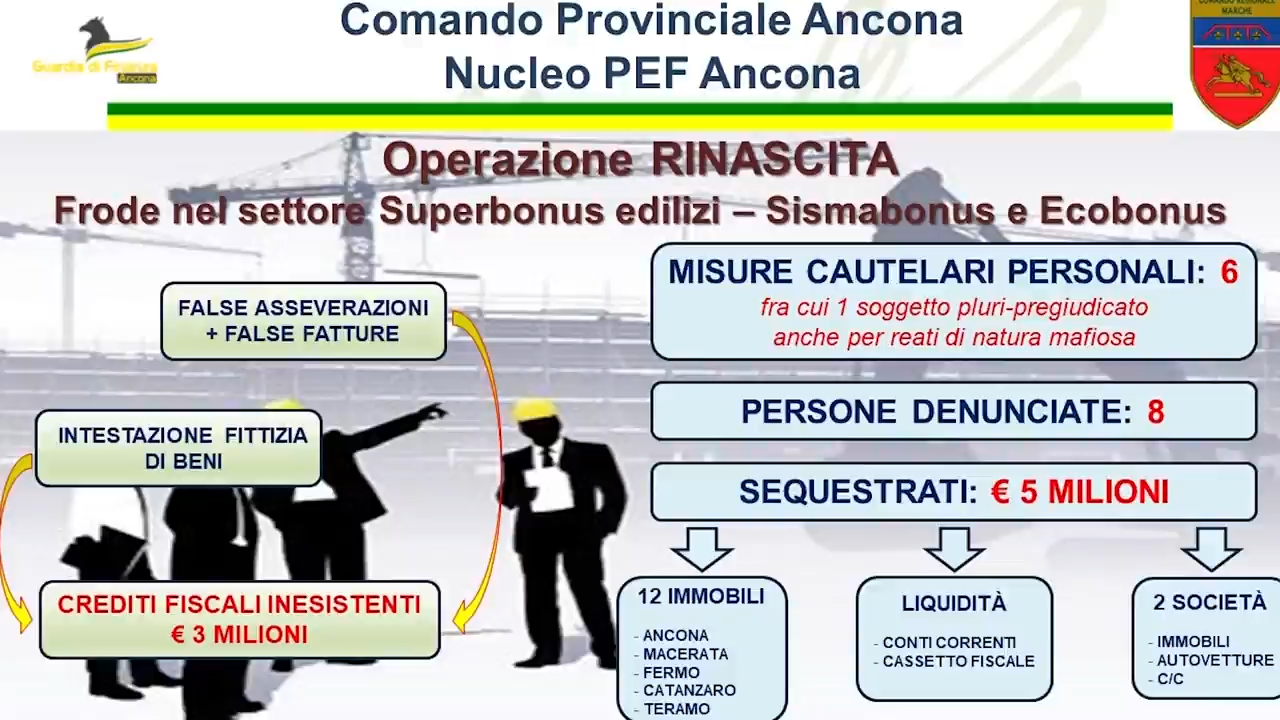 Comando Provinciale Ancona
Nucleo PEF Ancona
Guardia di Finanza
Ancona
COMANDO REGIONALE
MARCHE
Operazione RINASCITA
Frode nel settore Superbonus edilizi – Sismabonus e Ecobonus
FALSE ASSEVERAZIONI
+ FALSE FATTURE
INTESTAZIONE FITTIZIA
DI BENI
CREDITI FISCALI INESISTENTI
€ 3 MILIONI
MISURE CAUTELARI PERSONALI: 6
fra cui 1 soggetto pluri-pregiudicato
anche per reati di natura mafiosa
PERSONE DENUNCIATE: 8
SEQUESTRATI: € 5 MILIONI
12 IMMOBILI
- ANCONA
- MACERATA
- FERMO
- CATANZARO
- TERAMO
LIQUIDITÀ
- CONTI CORRENTI
- CASSETTO FISCALE
2 SOCIETÀ
- IMMOBILI
- AUTOVETTURE
- C/C